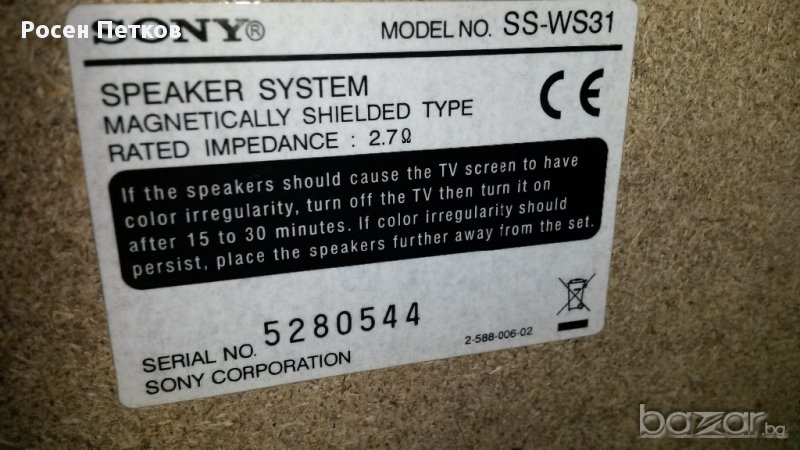 Росен Петков
SONY® MODEL NO. SS-WS31
SPEAKER SYSTEM
MAGNETICALLY SHIELDED TYPE
RATED IMPEDANCE : 2.7Ω
CE
If the speakers should cause the TV screen to have
color irregularity, turn off the TV then turn it on
after 15 to 30 minutes. If color irregularity should
persist, place the speakers further away from the set.
SERIAL NO. 5280544
2-588-006-02
SONY CORPORATION
bazar.bg